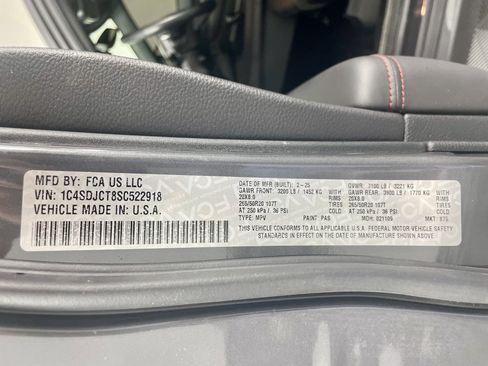 MFD BY: FCA US LLC
VIN: 1C4SDJCT8SC522918
VEHICLE MADE IN: U.S.A.
DATE OF MFR (BUILT): 2-25
GAWR FRONT: 3200 LB / 1452 KG
20X8.0 RIMS
265/50R20 107T TIRES
AT 250 kPa / 36 PSI
TYPE: MPV PAINT: PAS
GVWR: 7100 LB / 3221 KG
GAWR REAR: 3900 LB / 1770 KG
20X8.0 RIMS
265/50R20 107T TIRES
AT 250 kPa / 36 PSI
MDH: 021109 MKT: 875
THIS VEHICLE CONFORMS TO ALL APPLICABLE U.S.A. FEDERAL MOTOR VEHICLE SAFETY
STANDARDS IN EFFECT ON THE DATE OF MANUFACTURE SHOWN ABOVE.